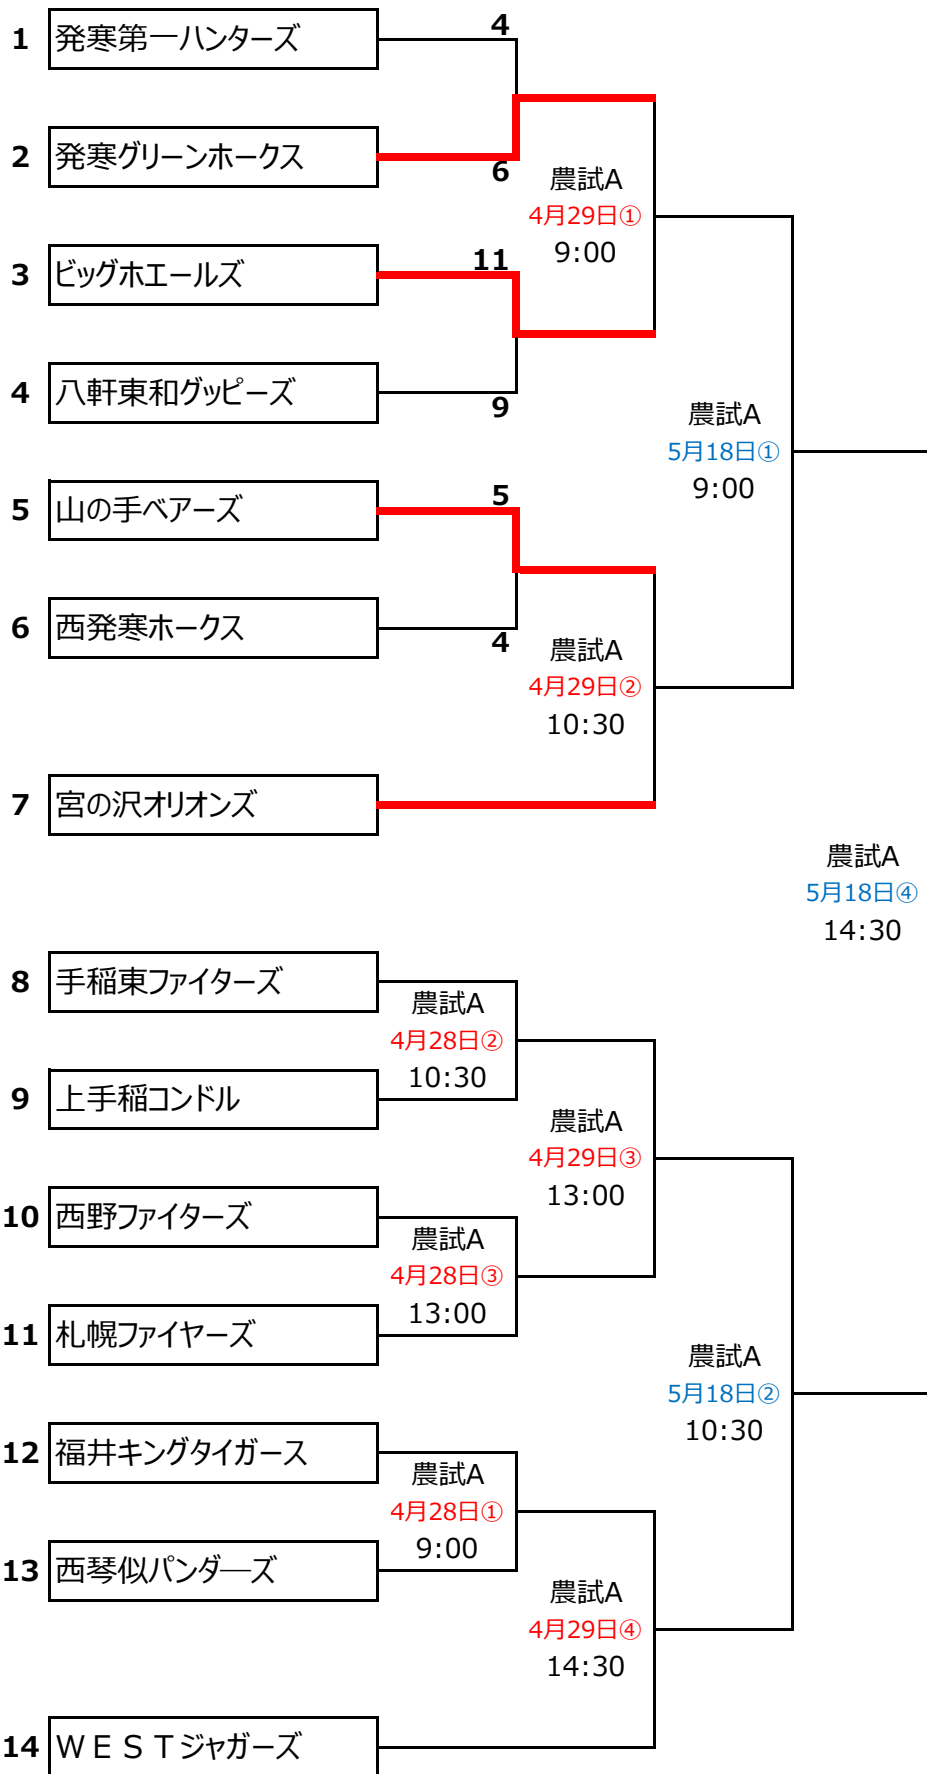 1 発寒第一ハンターズ 4
2 発寒グリーンホークス 6
農試A
4月29日①
9:00
3 ビッグホエールズ 11
4 八軒東和グッピーズ 9
農試A
5月18日①
9:00
5 山の手ベアーズ 5
6 西発寒ホークス 4
農試A
4月29日②
10:30
7 宮の沢オリオンズ
農試A
5月18日④
14:30
8 手稲東ファイターズ
農試A
4月28日②
10:30
9 上手稲コンドル
農試A
4月29日③
13:00
10 西野ファイターズ
農試A
4月28日③
13:00
11 札幌ファイヤーズ
農試A
5月18日②
10:30
12 福井キングタイガース
農試A
4月28日①
9:00
13 西琴似パンダ―ズ
農試A
4月29日④
14:30
14 ＷＥＳＴジャガーズ